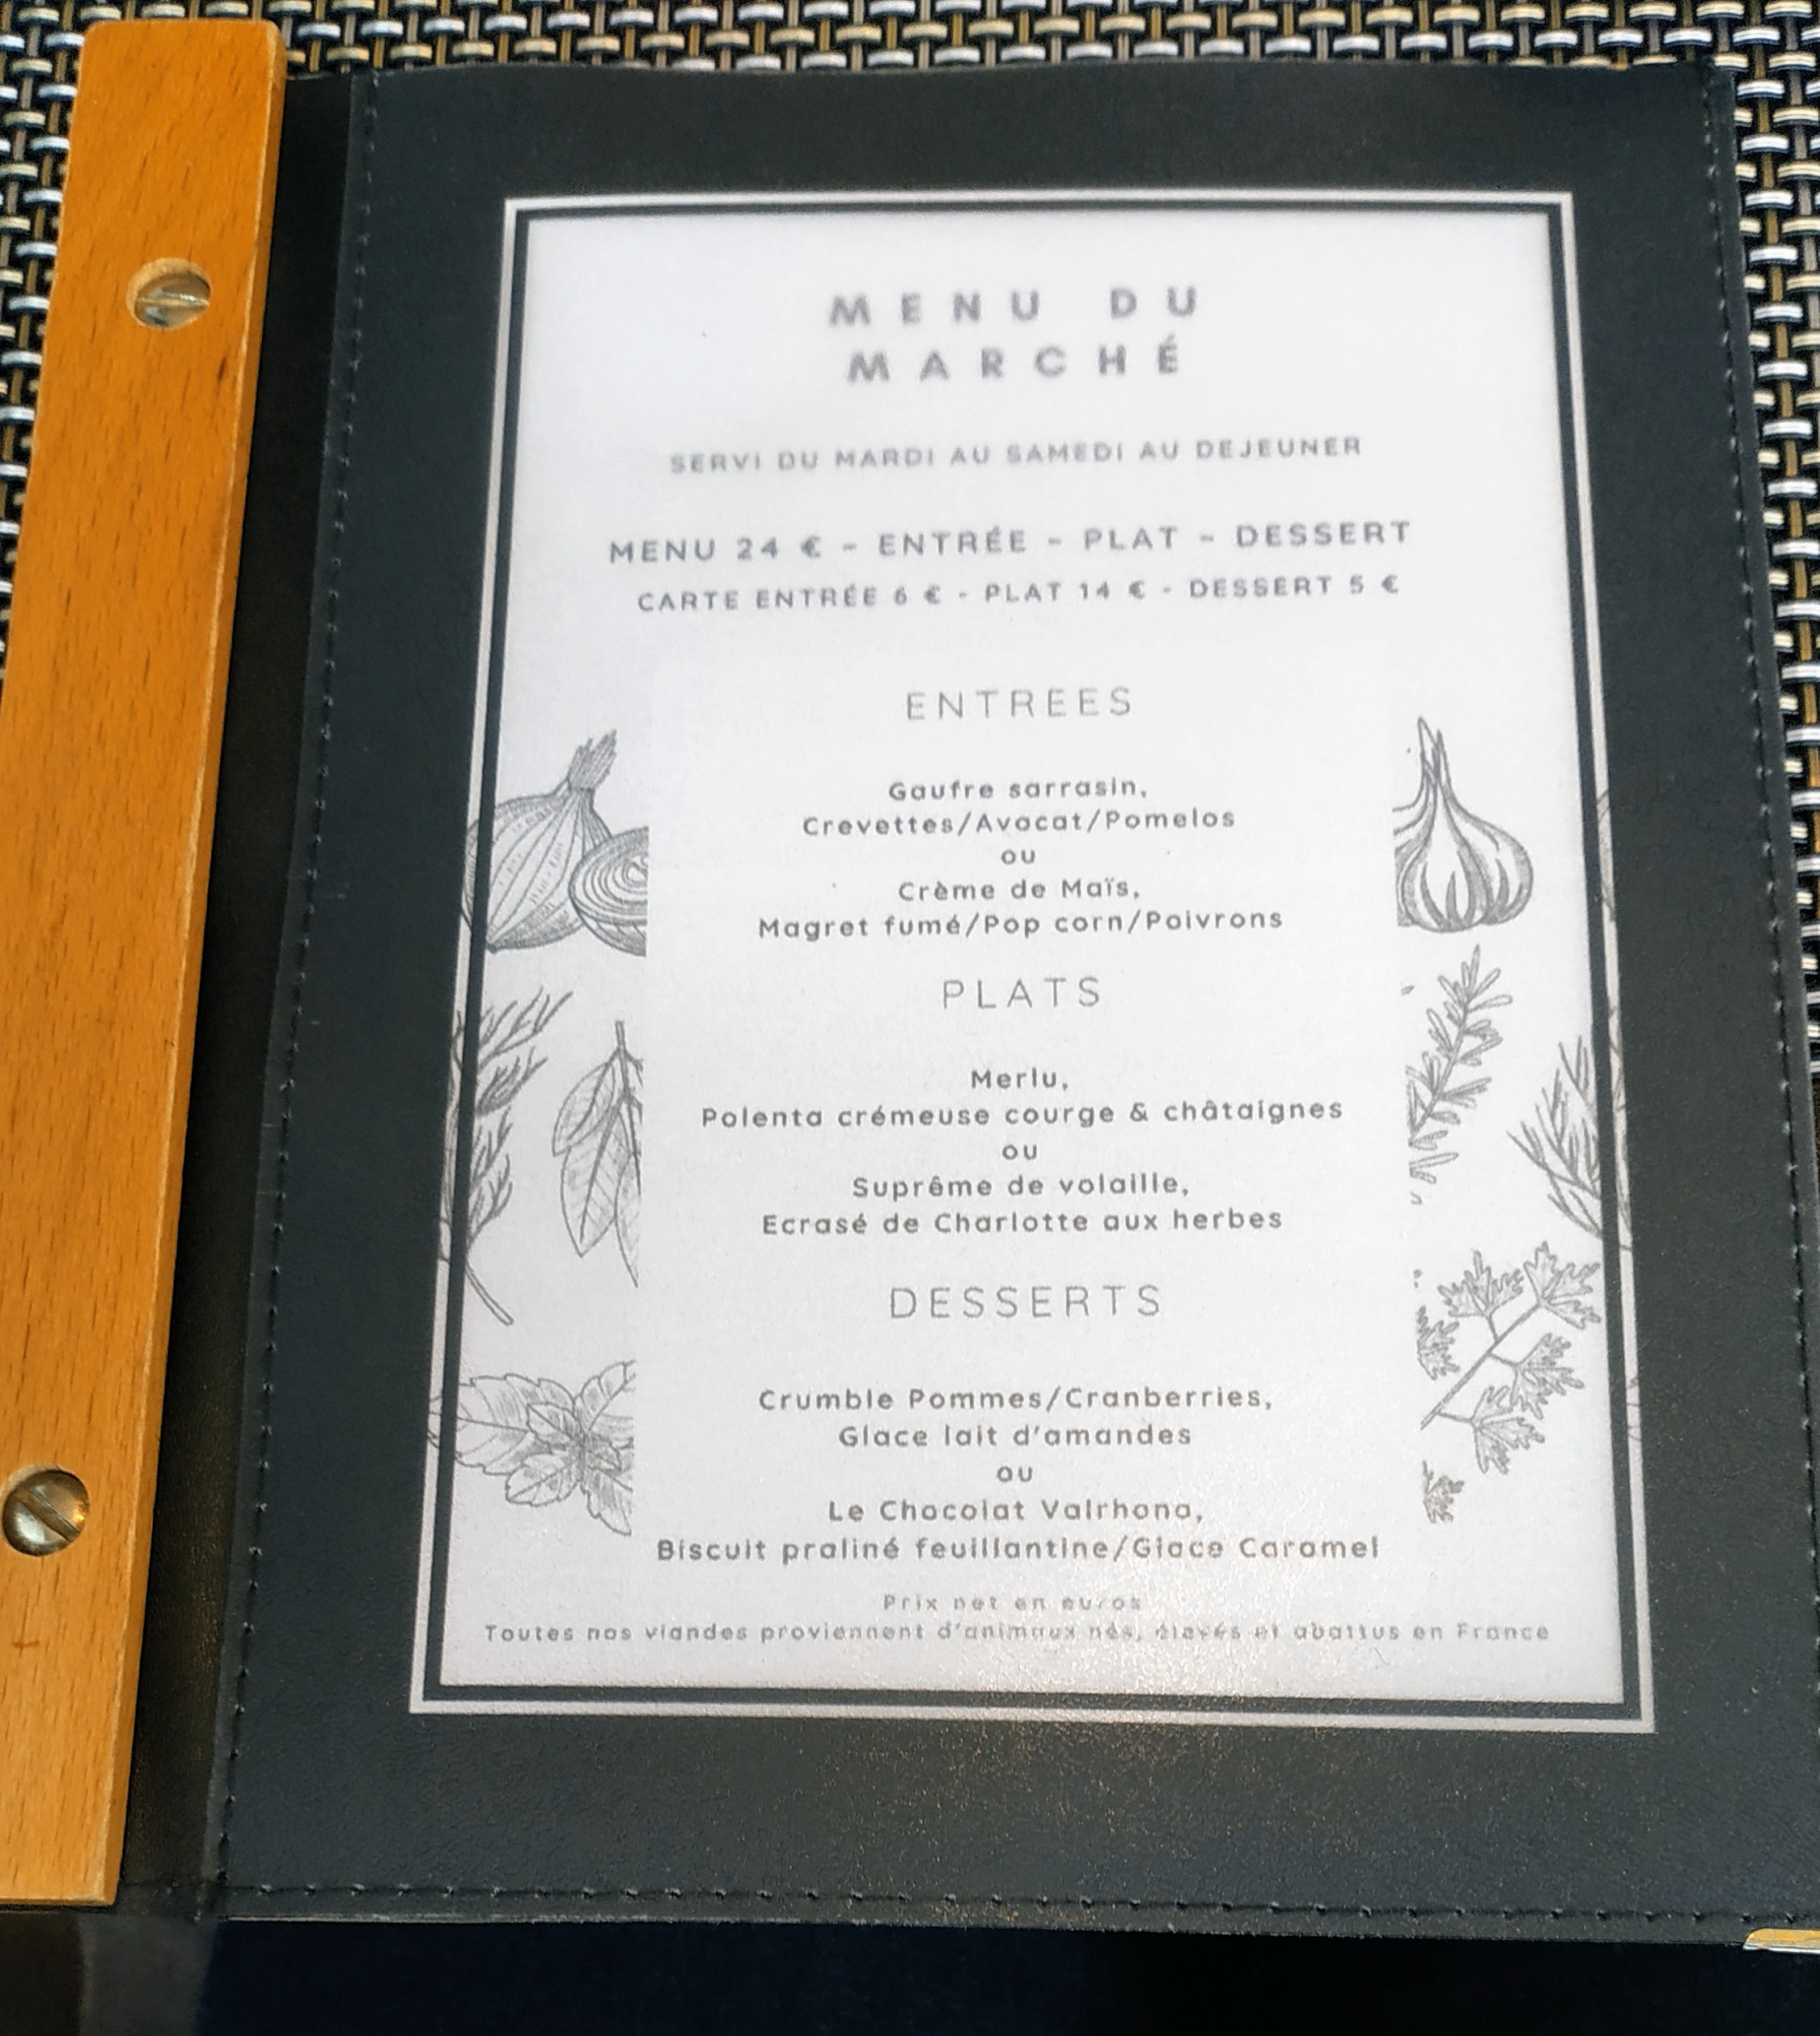 MENU DU
MARCHÉ
SERVI DU MARDI AU SAMEDI AU DEJEUNER
MENU 24 € - ENTRÉE - PLAT - DESSERT
CARTE ENTRÉE 6 € - PLAT 14 € - DESSERT 5 €
ENTREES
Gaufre sarrasin,
Crevettes/Avocat/Pomelos
ou
Crème de Maïs,
Magret fumé/Pop corn/Poivrons
PLATS
Merlu,
Polenta crémeuse courge & châtaignes
ou
Suprême de volaille,
Ecrasé de Charlotte aux herbes
DESSERTS
Crumble Pommes/Cranberries,
Glace lait d'amandes
ou
Le Chocolat Valrhona,
Biscuit praliné feuillantine/Glace Caramel
Prix net en euros
Toutes nos viandes proviennent d'animaux nés, élevés et abattus en France